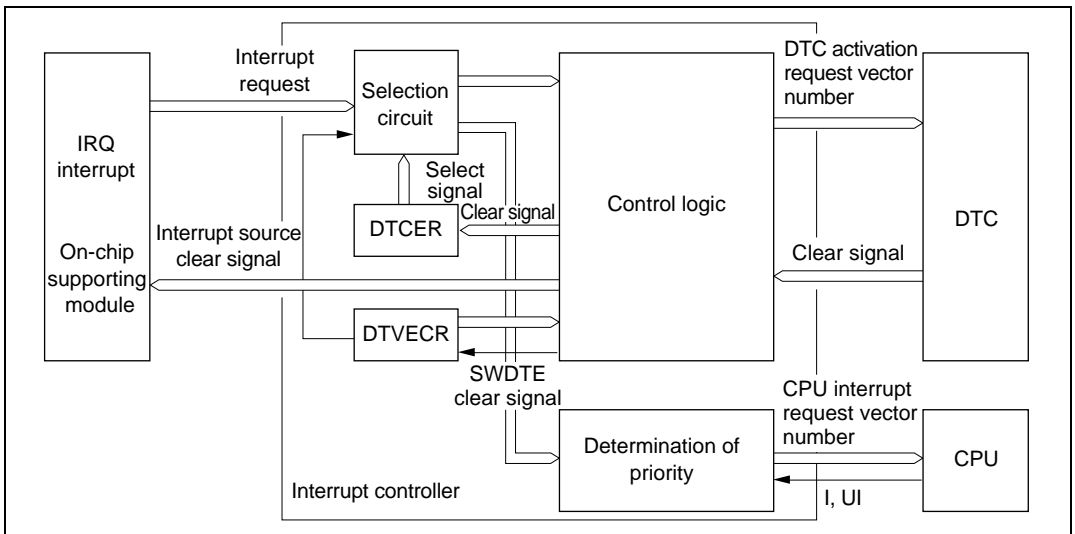 Interrupt
request
DTC activation
request vector
number
Selection
circuit
IRQ
interrupt
Select
signal
Control logic
DTC
DTCER
Clear signal
Interrupt source
clear signal
Clear signal
On-chip
supporting
module
DTVECR
SWDTE
clear signal
CPU interrupt
request vector
number
Determination of
priority
CPU
Interrupt controller
I, UI